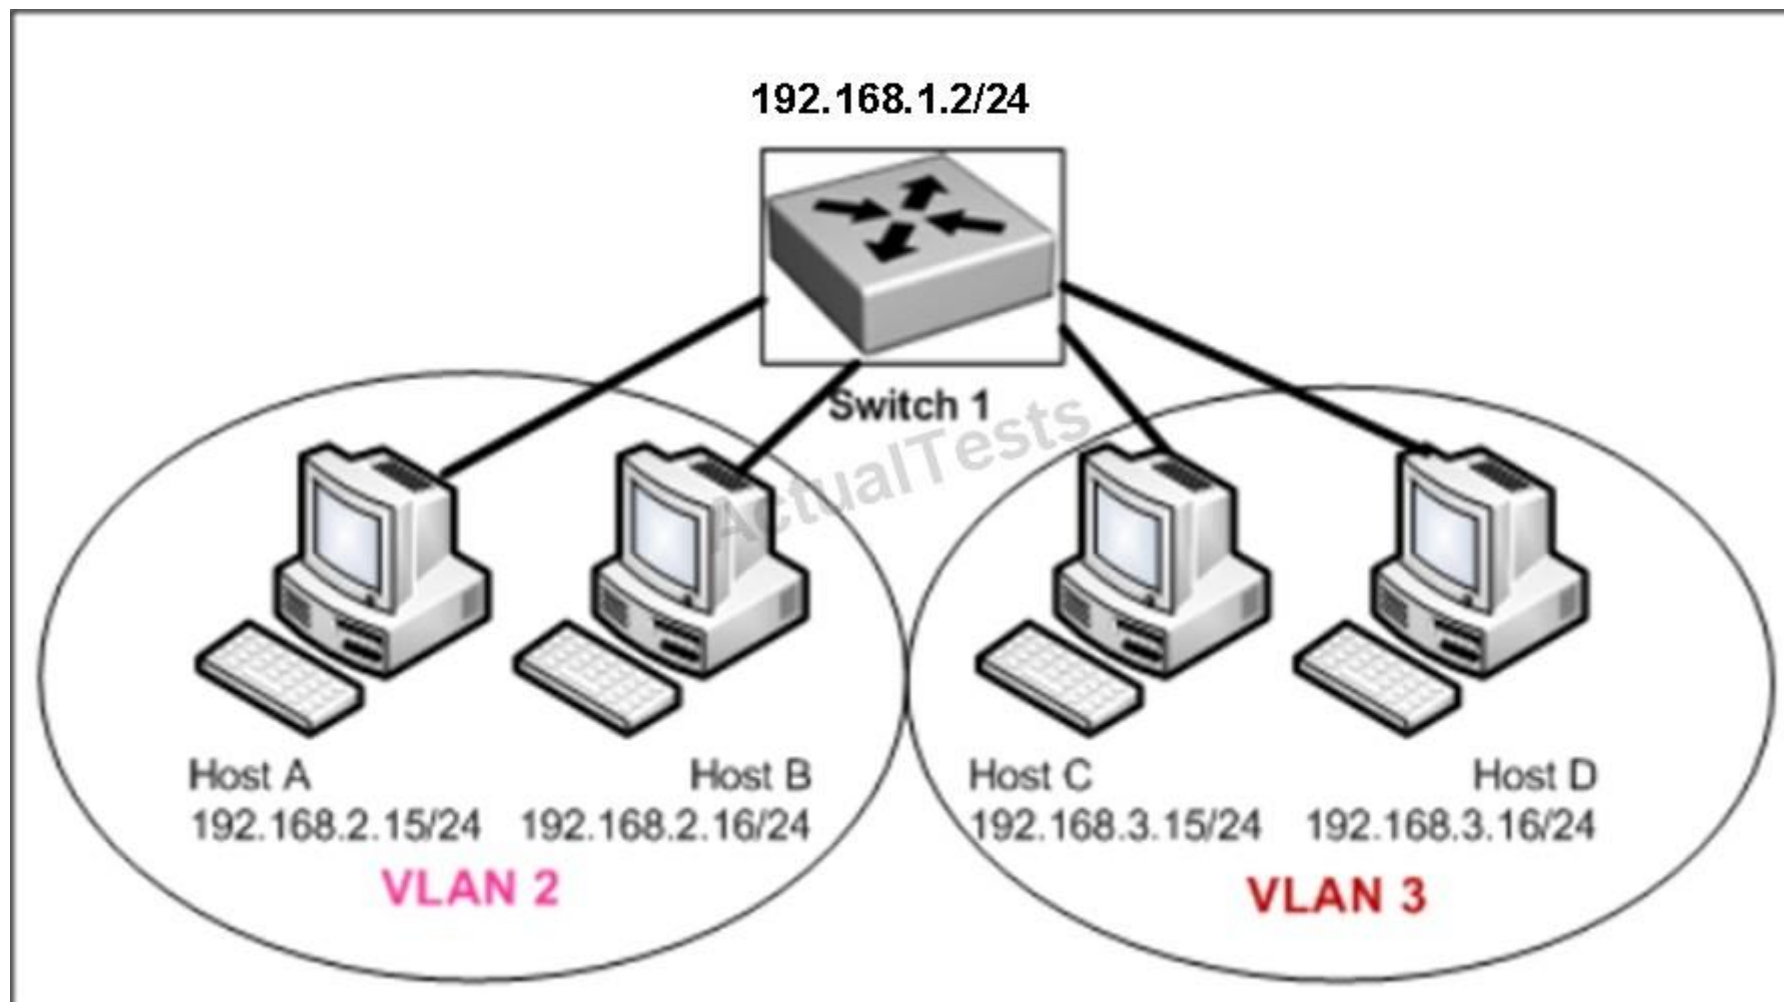 192.168.1.2/24
Switch 1
ActualTests
Host A
192.168.2.15/24
Host B
192.168.2.16/24
VLAN 2
Host C
192.168.3.15/24
Host D
192.168.3.16/24
VLAN 3